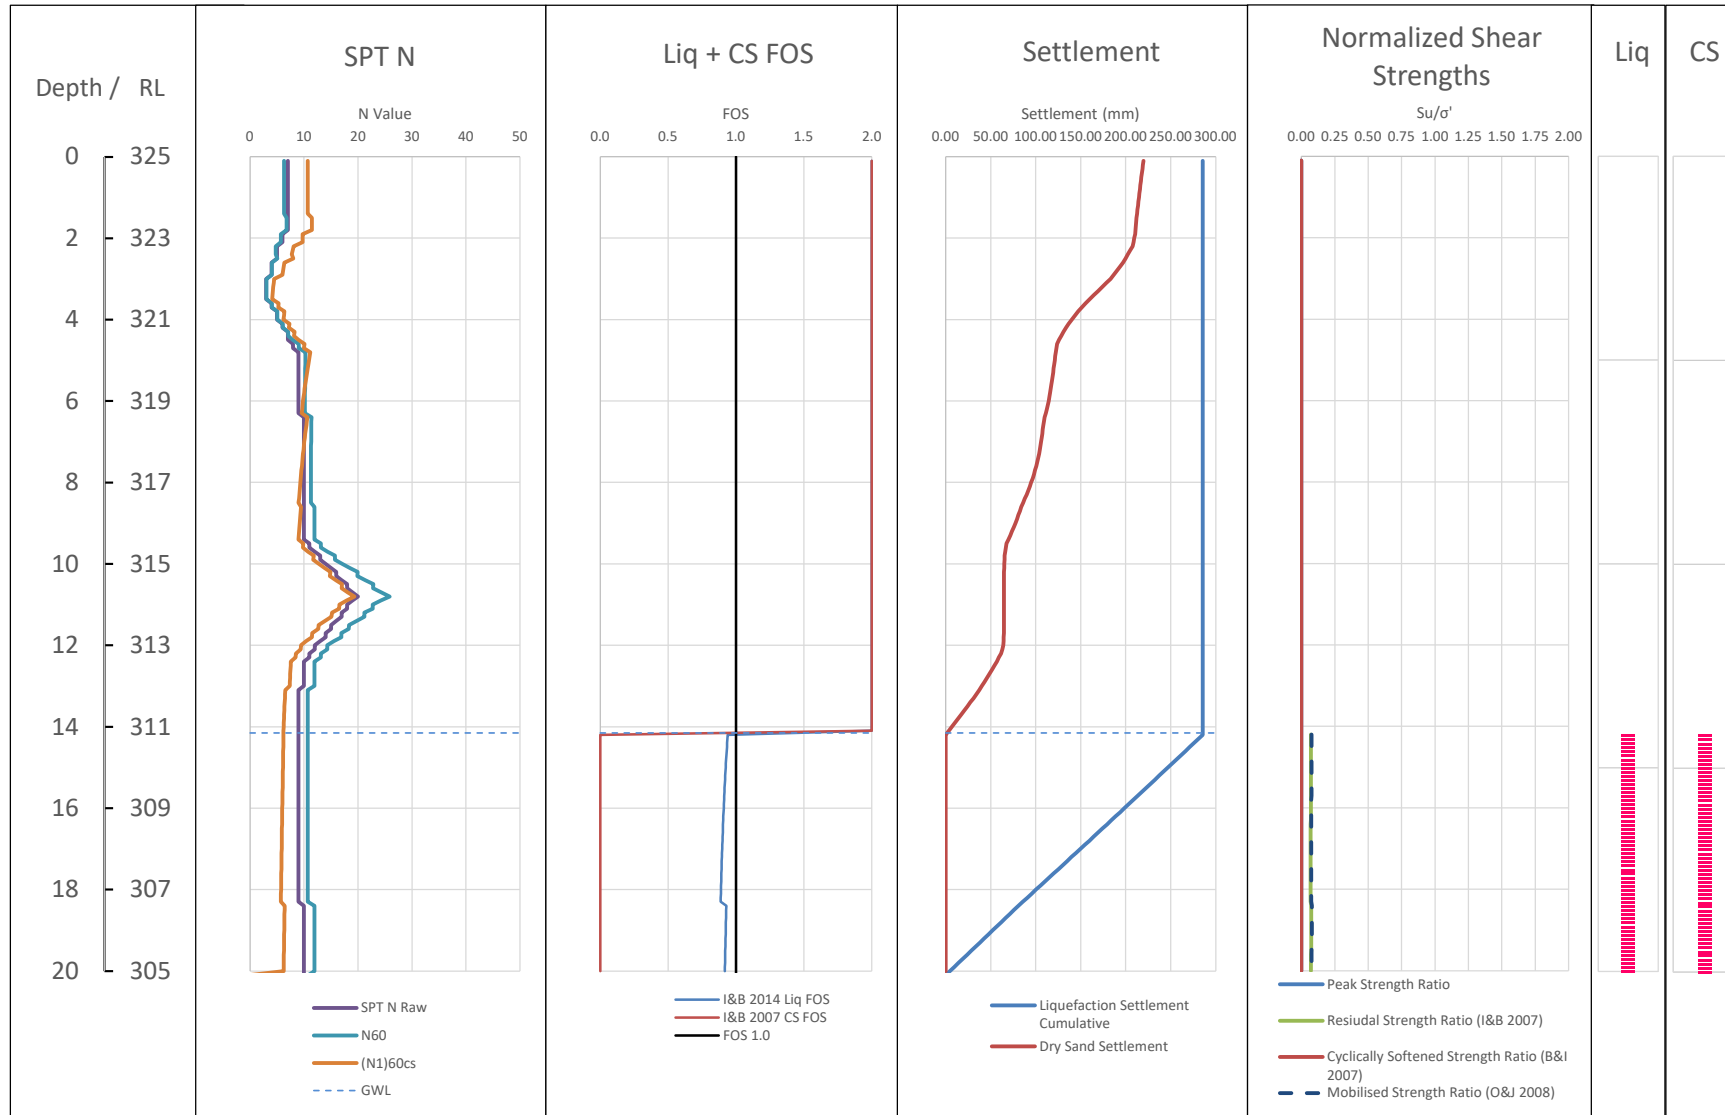 Depth / RL
SPT N
Liq + CS FOS
Settlement
Normalized Shear
Strengths
Liq
CS
N Value
FOS
Settlement (mm)
Su/σ'
0 10 20 30 40 50
0.0 0.5 1.0 1.5 2.0
0.00 50.00 100.00 150.00 200.00 250.00 300.00
0.00 0.25 0.50 0.75 1.00 1.25 1.50 1.75 2.00
0 325
2 323
4 321
6 319
8 317
10 315
12 313
14 311
16 309
18 307
20 305
SPT N Raw
N60
(N1)60cs
GWL
I&B 2014 Liq FOS
I&B 2007 CS FOS
FOS 1.0
Liquefaction Settlement
Cumulative
Dry Sand Settlement
Peak Strength Ratio
Resiudal Strength Ratio (I&B 2007)
Cyclically Softened Strength Ratio (B&I
2007)
Mobilised Strength Ratio (O&J 2008)